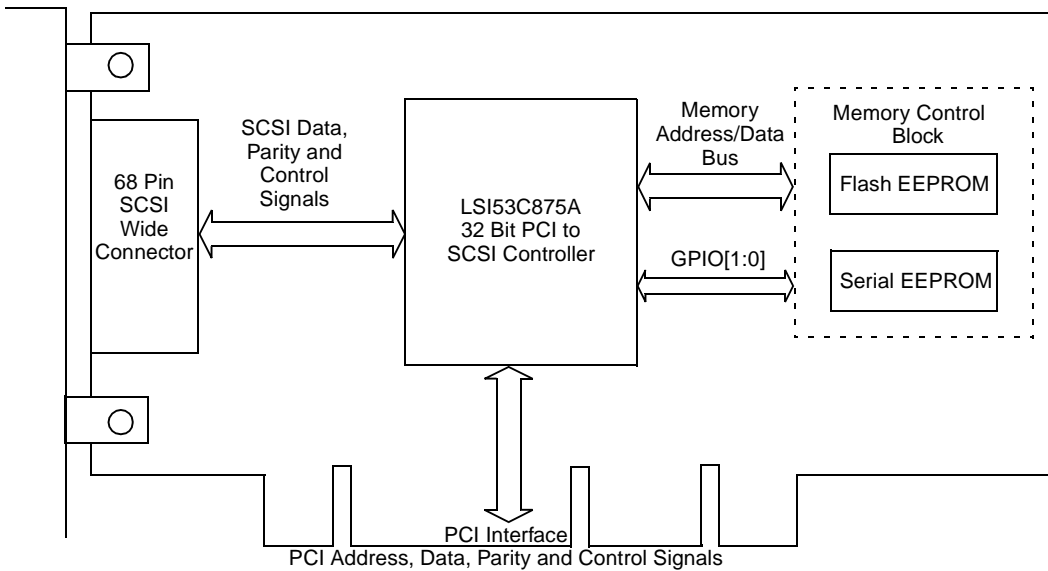 68 Pin
SCSI
Wide
Connector
SCSI Data,
Parity and
Control
Signals
LSI53C875A
32 Bit PCI to
SCSI Controller
Memory
Address/Data
Bus
GPIO[1:0]
Memory Control
Block
Flash EEPROM
Serial EEPROM
PCI Interface
PCI Address, Data, Parity and Control Signals